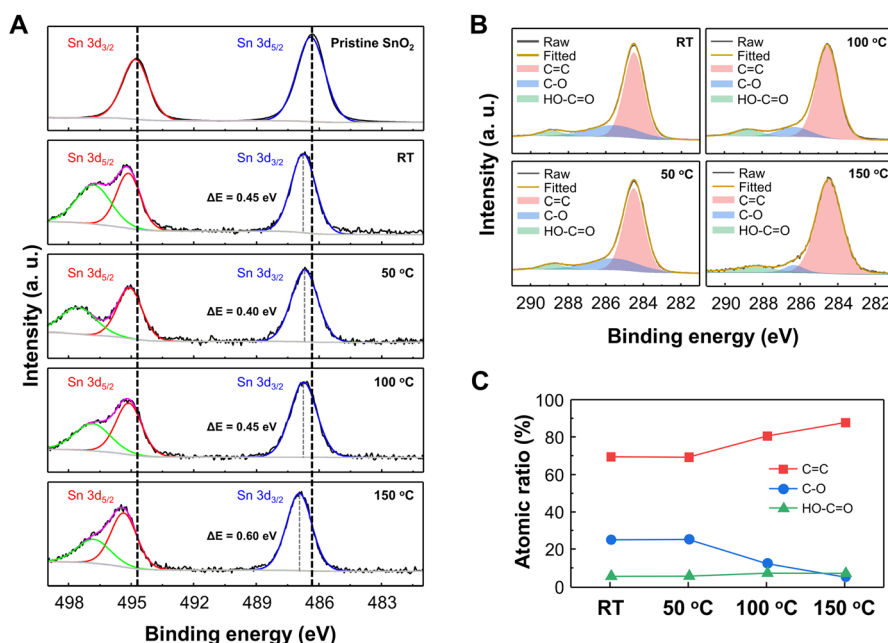 A
Sn 3d3/2
Sn 3d5/2
Pristine SnO2
Sn 3d5/2
Sn 3d3/2
RT
ΔE = 0.45 eV
Sn 3d5/2
Sn 3d3/2
50 ºC
ΔE = 0.40 eV
Sn 3d5/2
Sn 3d3/2
100 ºC
ΔE = 0.45 eV
Sn 3d5/2
Sn 3d3/2
150 ºC
ΔE = 0.60 eV
498 495 492 489 486 483
Binding energy (eV)
Intensity (a. u.)
B
Raw
Fitted
C=C
C-O
HO-C=O
RT
Raw
Fitted
C=C
C-O
HO-C=O
100 ºC
Raw
Fitted
C=C
C-O
HO-C=O
50 ºC
Raw
Fitted
C=C
C-O
HO-C=O
150 ºC
290 288 286 284 282
290 288 286 284 282
Binding energy (eV)
Intensity (a. u.)
C
100
80
60
40
20
0
C=C
C-O
HO-C=O
RT 50 ºC 100 ºC 150 ºC
Atomic ratio (%)